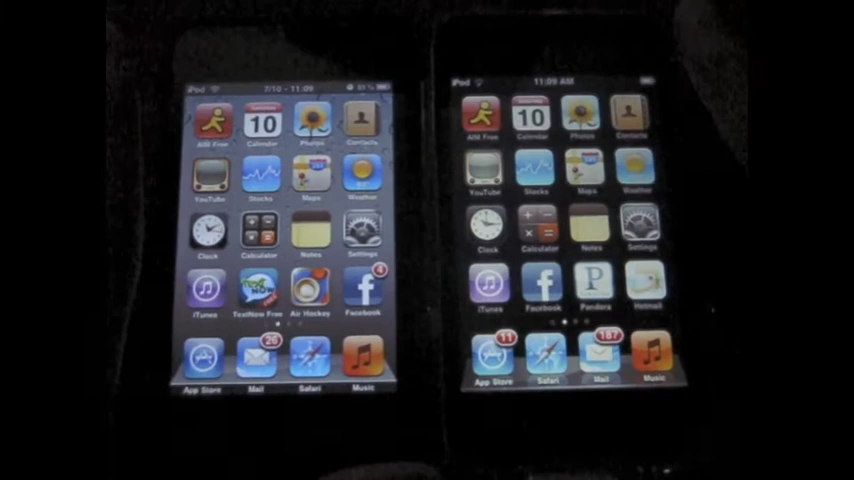 iPod 7/10 - 11:09
AIM Free Calendar Photos Contacts
10
YouTube Stocks Maps Weather
Clock Calculator Notes Settings
4
iTunes TextNow Free Air Hockey Facebook
26
App Store Mail Safari Music
iPod 11:09 AM
10
AIM Free Calendar Photos Contacts
YouTube Stocks Maps Weather
Clock Calculator Notes Settings
iTunes Facebook Pandora Hotmail
11 187
App Store Safari Mail Music